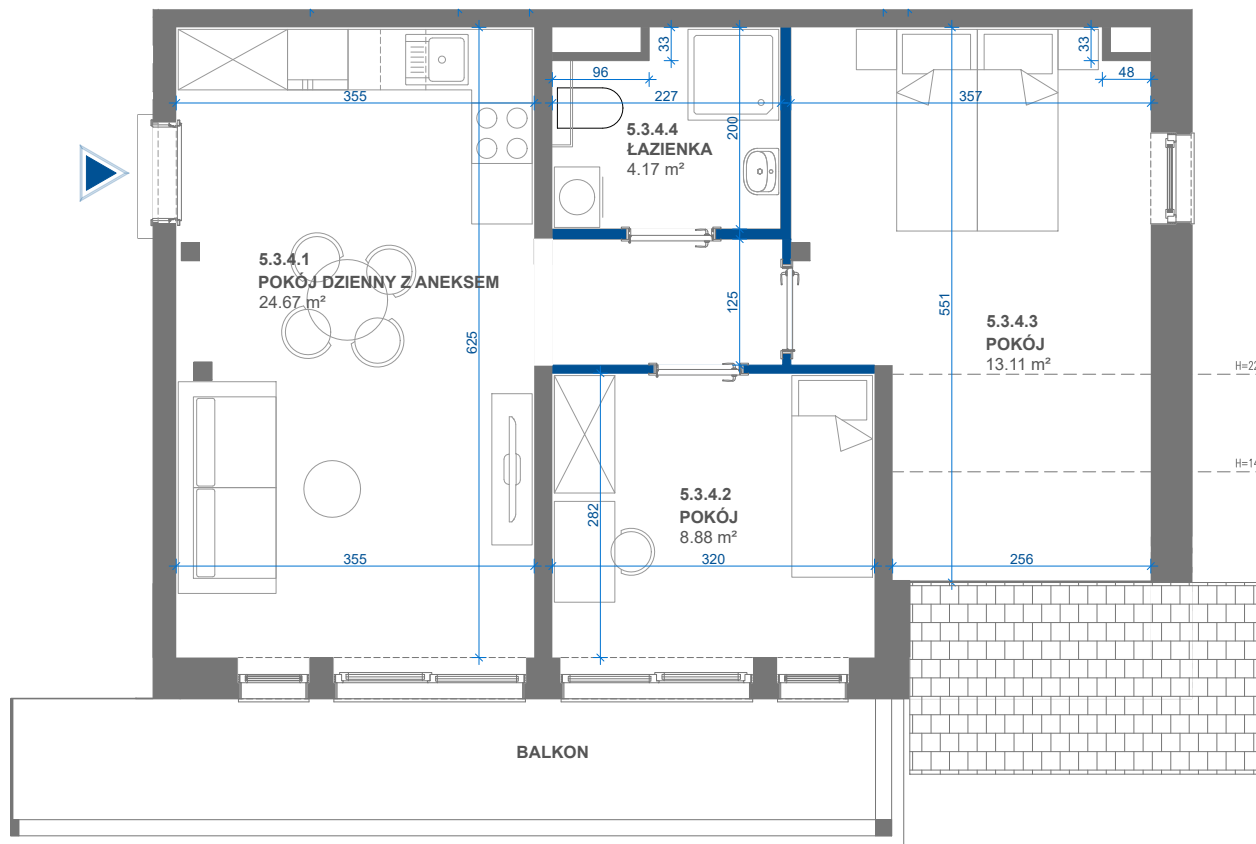 33
33
96
48
355
227
357
200
5.3.4.4
ŁAZIENKA
4.17 m²
5.3.4.1
POKÓJ DZIENNY Z ANEKSEM
24.67 m²
125
551
625
5.3.4.3
POKÓJ
13.11 m²
H=22
H=14
5.3.4.2
POKÓJ
8.88 m²
282
355
320
256
BALKON